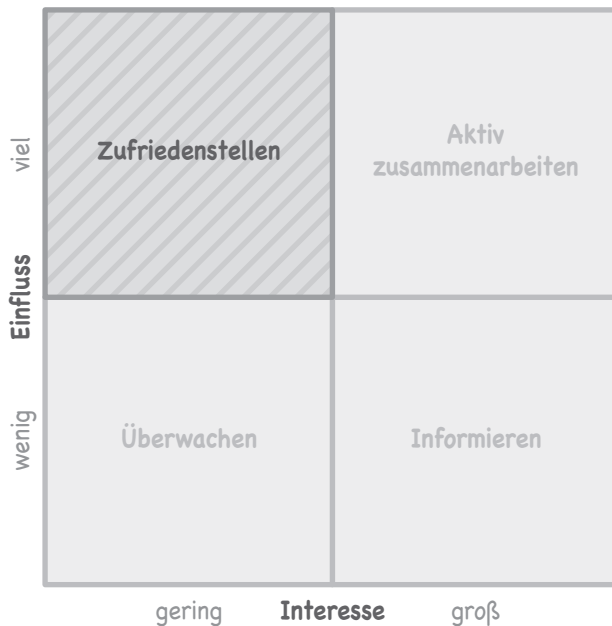 viel
Zufriedenstellen
Aktiv
zusammenarbeiten
Einfluss
wenig
Überwachen
Informieren
gering
Interesse
groß